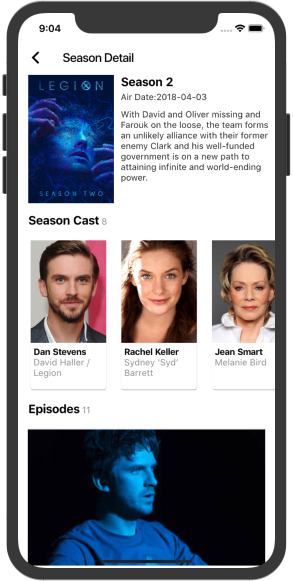 9:04
Season Detail
LEGION
SEASON TWO
Season 2
Air Date:2018-04-03
With David and Oliver missing and
Farouk on the loose, the team forms
an unlikely alliance with their former
enemy Clark and his well-funded
government is on a new path to
attaining infinite and world-ending
power.
Season Cast 8
Dan Stevens
David Haller /
Legion
Rachel Keller
Sydney 'Syd'
Barrett
Jean Smart
Melanie Bird
Episodes 11